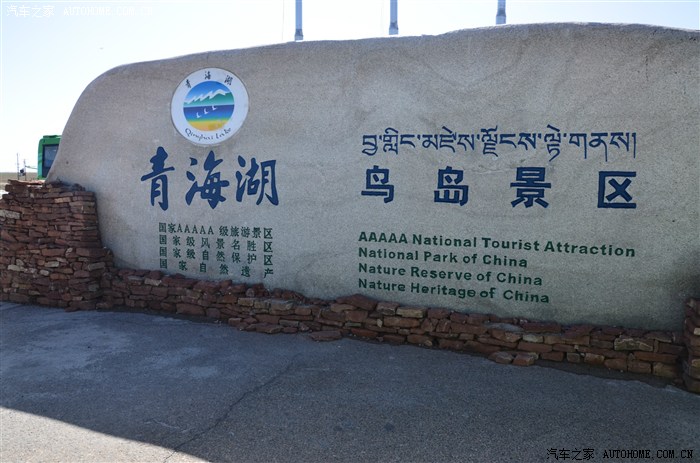 汽车之家 AUTOHOME.COM.CN
青海湖
Qinghai Lake
青海湖
国家AAAAA级旅游景区
国家级风景名胜区
国家级自然保护区
国家自然遗产
བྱ་གླིང་མཛེས་ལྗོངས་ལྟེ་གནས།
鸟岛景区
AAAAA National Tourist Attraction
National Park of China
Nature Reserve of China
Nature Heritage of China
汽车之家 AUTOHOME.COM.CN